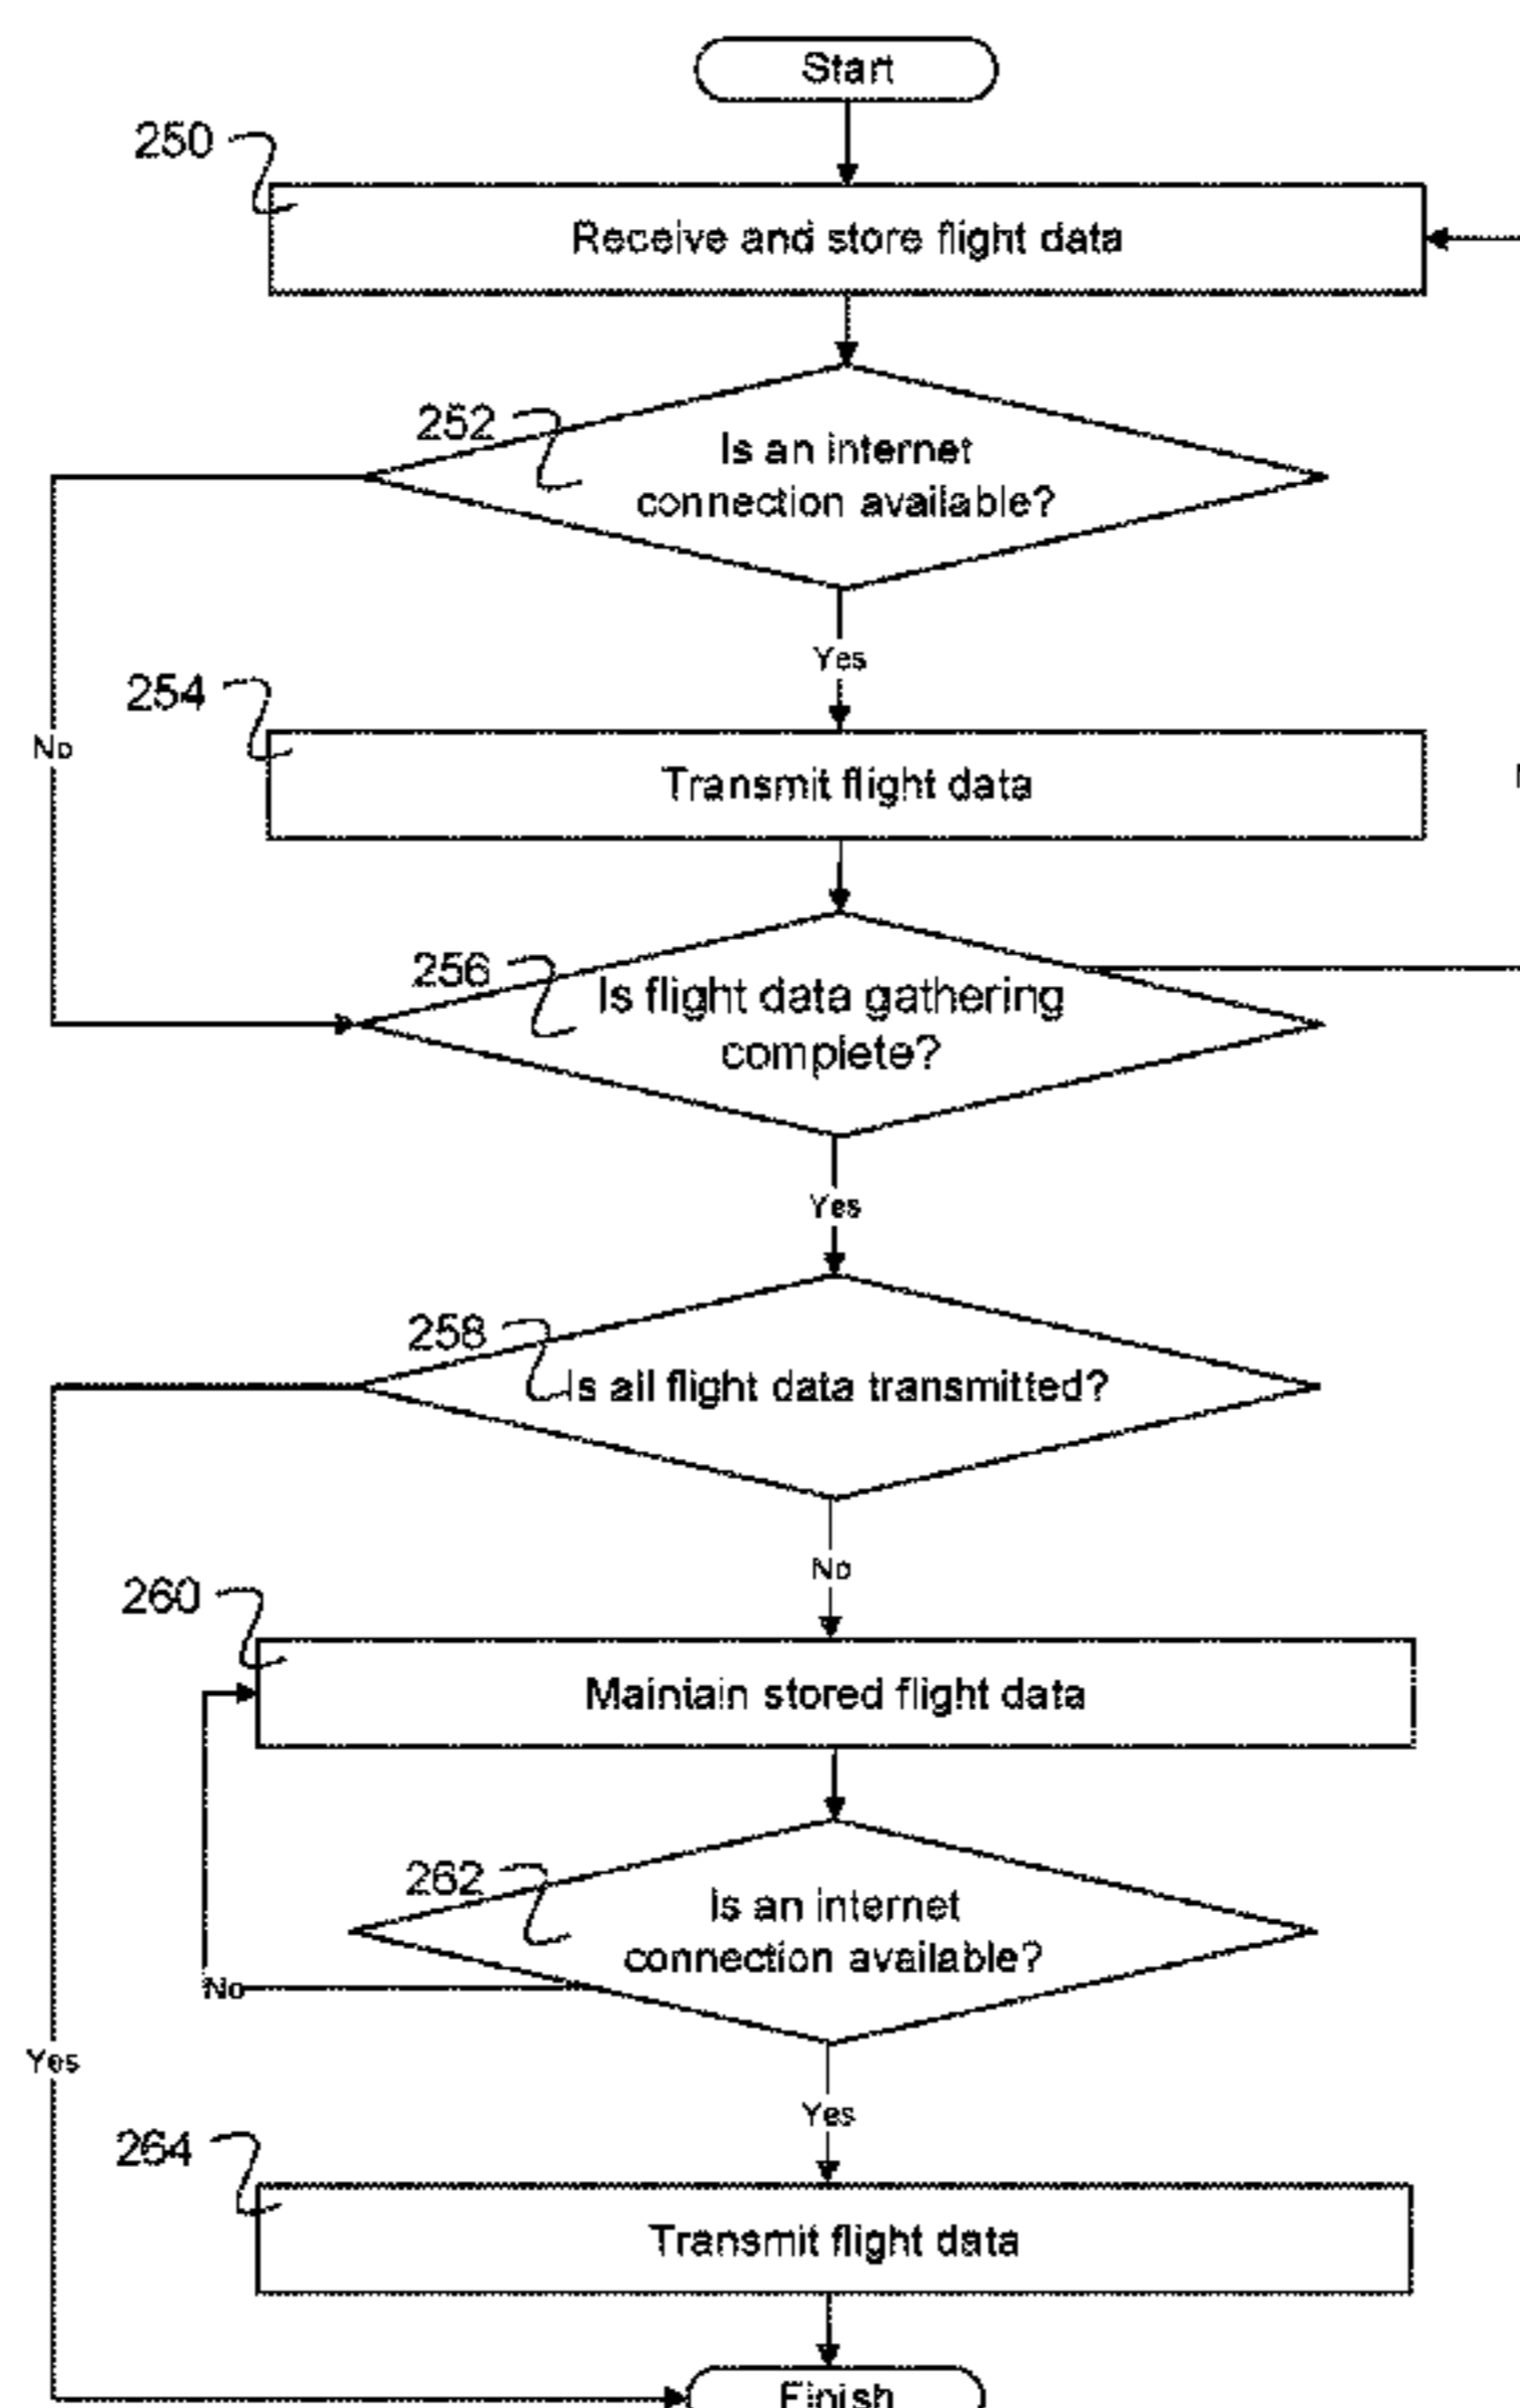 Start
250
Receive and store flight data
252
Is an internet
connection available?
Yes
254
No
Transmit flight data
256
Is flight data gathering
complete?
Yes
258
Is all flight data transmitted?
No
260
Maintain stored flight data
262
Is an internet
connection available?
No
Yes
Yes
264
Transmit flight data
Finish